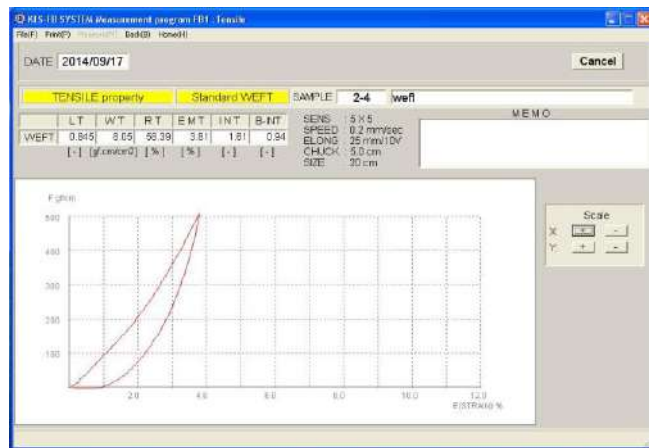 KES-FB SYSTEM Measurement program FB1 : Tensile
File(F) Print(P) Measure(M) Back(B) Home(H)
DATE 2014/09/17 Cancel
TENSILE property Standard WEFT SAMPLE 2-4 weft
LT WT RT EMT INT B-INT
WEFT 0.845 8.05 58.39 3.81 1.61 0.94
[-] [gf.cm/cm2] [%] [%] [-] [-]
SENS : 5 X 5
SPEED : 0.2 mm/sec
ELONG : 25 mm/10V
CHUCK : 5.0 cm
SIZE : 20 cm
MEMO
F gf/cm
500
400
300
200
100
2.0 4.0 6.0 8.0 10.0 12.0
E(STRAIN) %
Scale
X: + -
Y: + -